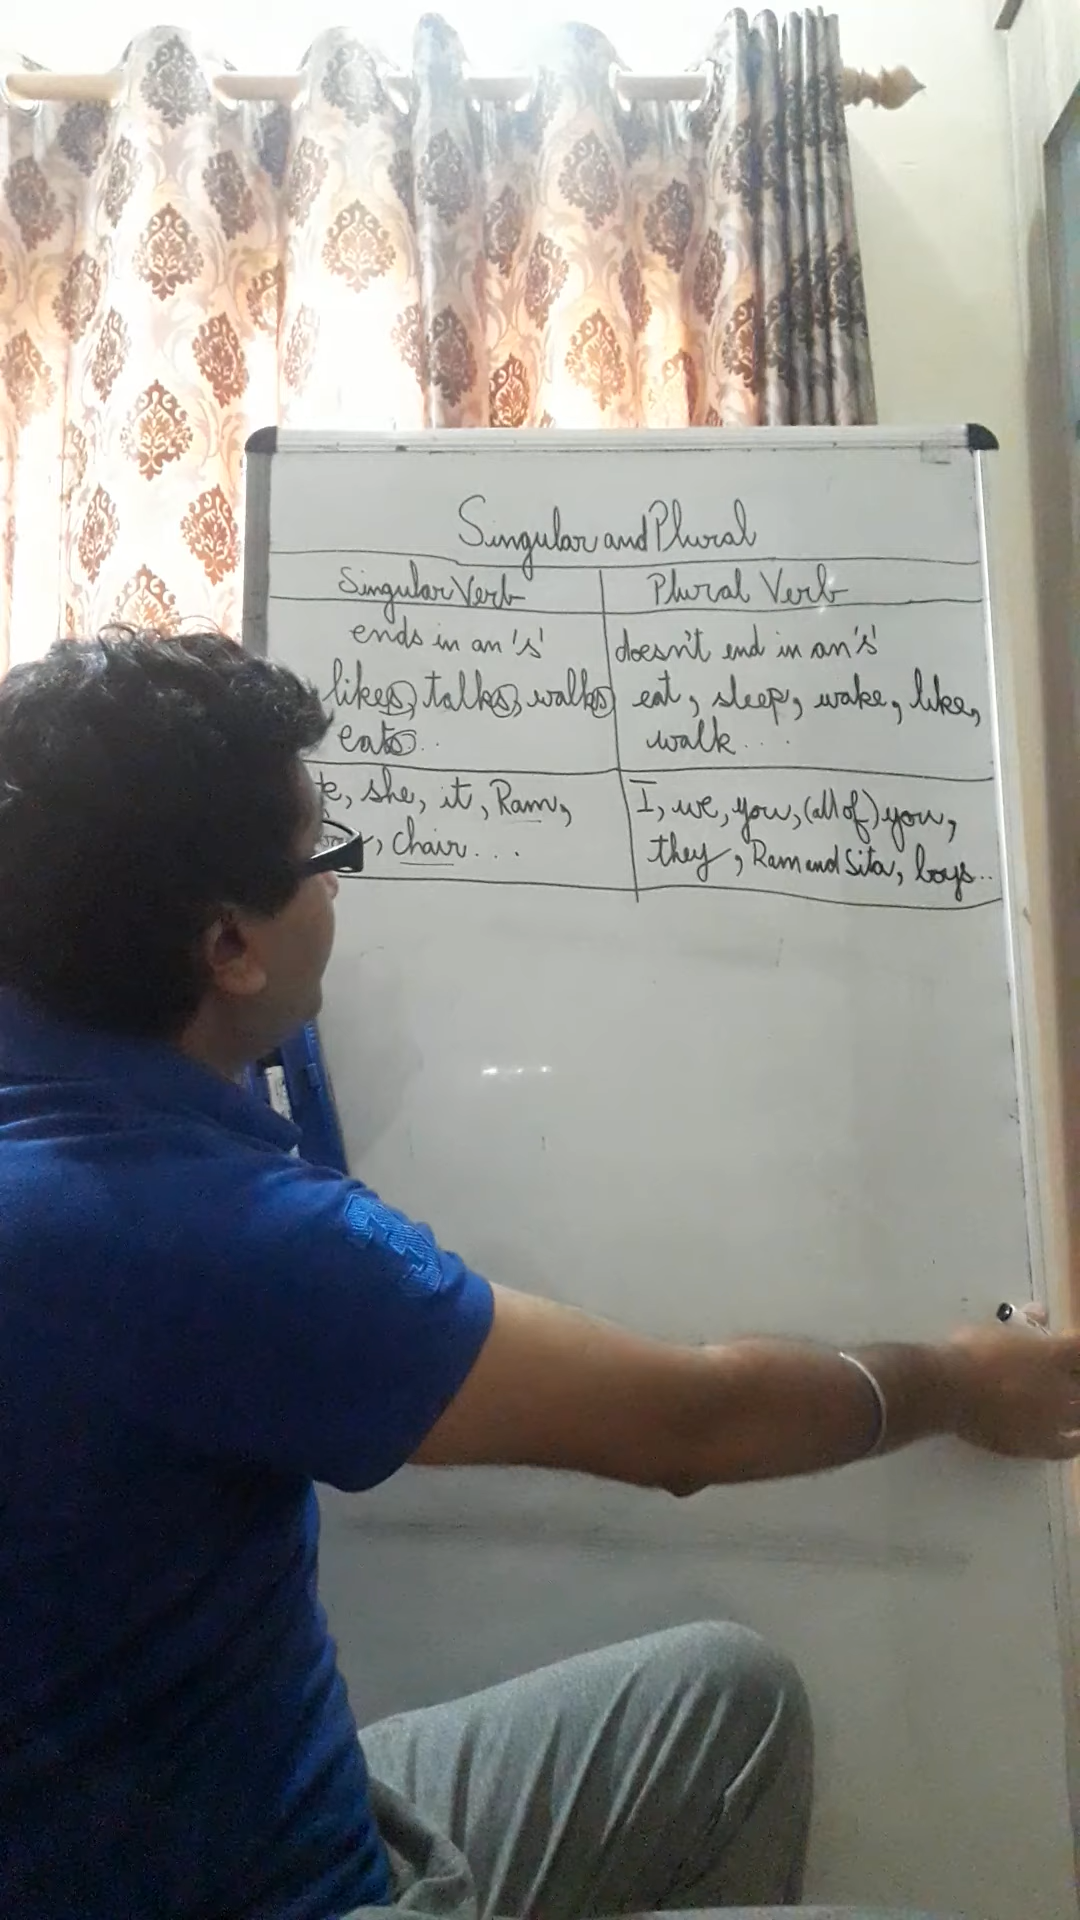 Singular and Plural
Singular Verb
ends in an 's'
likes, talks, walks,
eats...
she, it, Ram,
, chair...
Plural Verb
doesn't end in an 's'
eat, sleep, wake, like,
walk....
I, we, you, (all of) you,
they, Ram and Sita, boys...